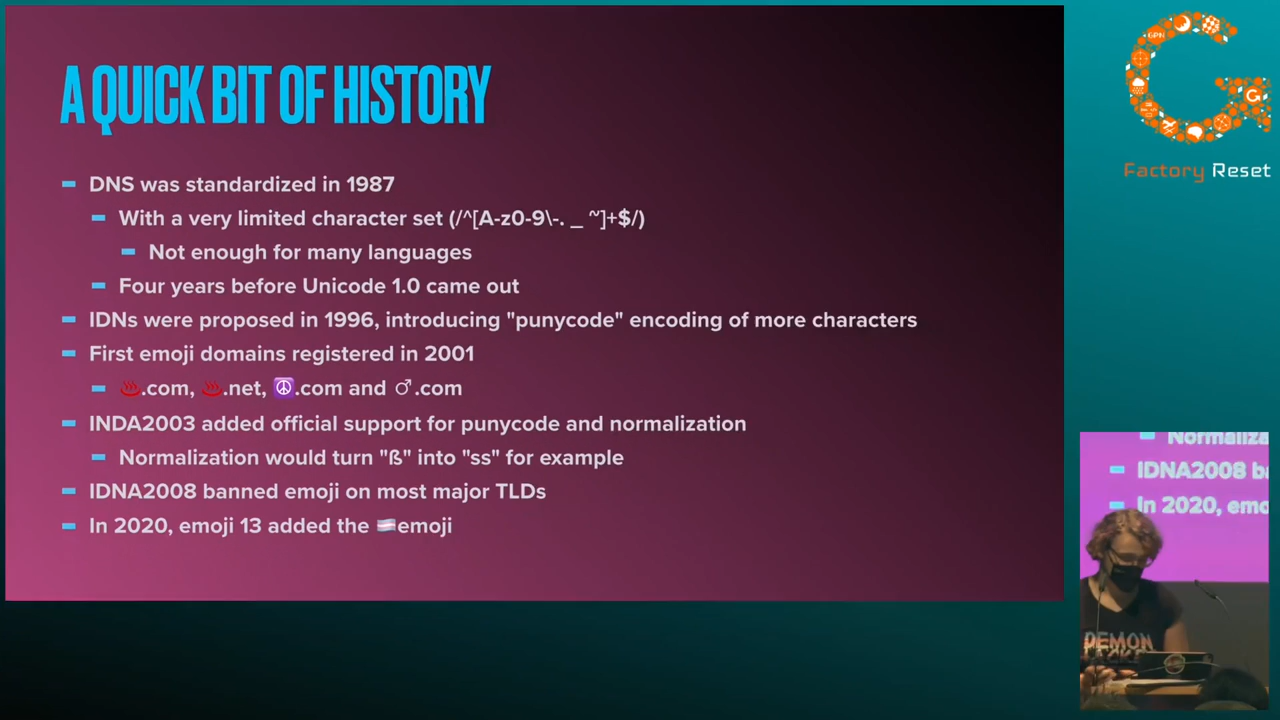 A QUICK BIT OF HISTORY
DNS was standardized in 1987
With a very limited character set (/^[A-z0-9\-. _ ~]+$/)
Not enough for many languages
Four years before Unicode 1.0 came out
IDNs were proposed in 1996, introducing "punycode" encoding of more characters
First emoji domains registered in 2001
♨️.com, ♨️.net, ☮️.com and ♂.com
INDA2003 added official support for punycode and normalization
Normalization would turn "ß" into "ss" for example
IDNA2008 banned emoji on most major TLDs
In 2020, emoji 13 added the 🏳️‍⚧️emoji
GPN
Factory Reset
Normaliza
IDNA2008 b
In 2020, emo
DEMON